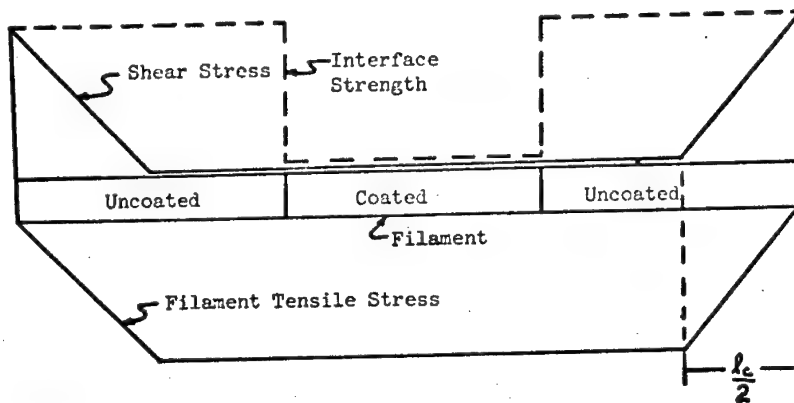 Shear Stress
Interface
Strength
Uncoated
Coated
Uncoated
Filament
Filament Tensile Stress
lc
2